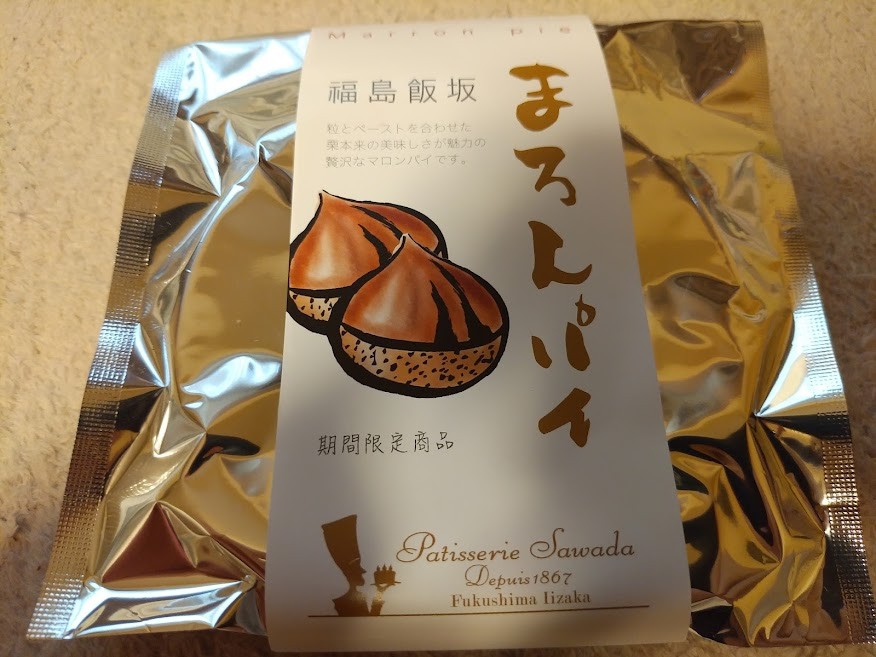 Marron pie
まろんパイ
福島飯坂
粒とペーストを合わせた
栗本来の美味しさが魅力の
贅沢なマロンパイです。
期間限定商品
Patisserie Sawada
Depuis1867
Fukushima Iizaka